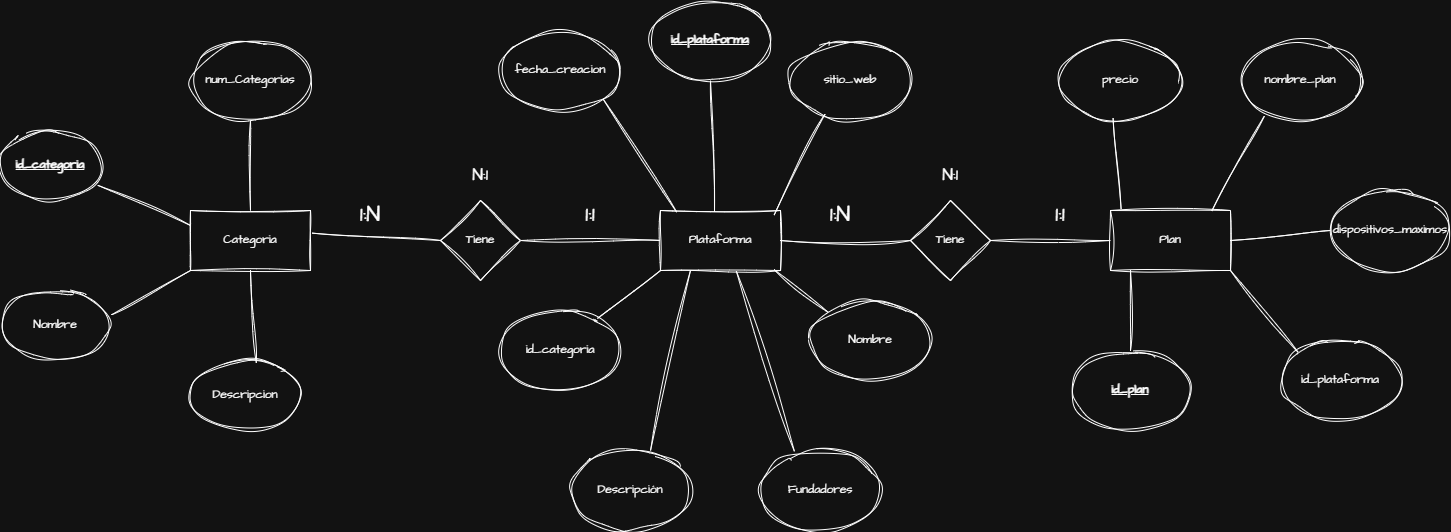 id_plataforma
fecha_creacion
num_Categorias
sitio_web
precio
nombre_plan
id_categoria
N:1
N:1
1:N
1:1
1:N
1:1
dispositivos_maximos
Categoria
Tiene
Plataforma
Tiene
Plan
Nombre
Nombre
id_categoria
id_plataforma
Descripcion
id_plan
Descripción
Fundadores